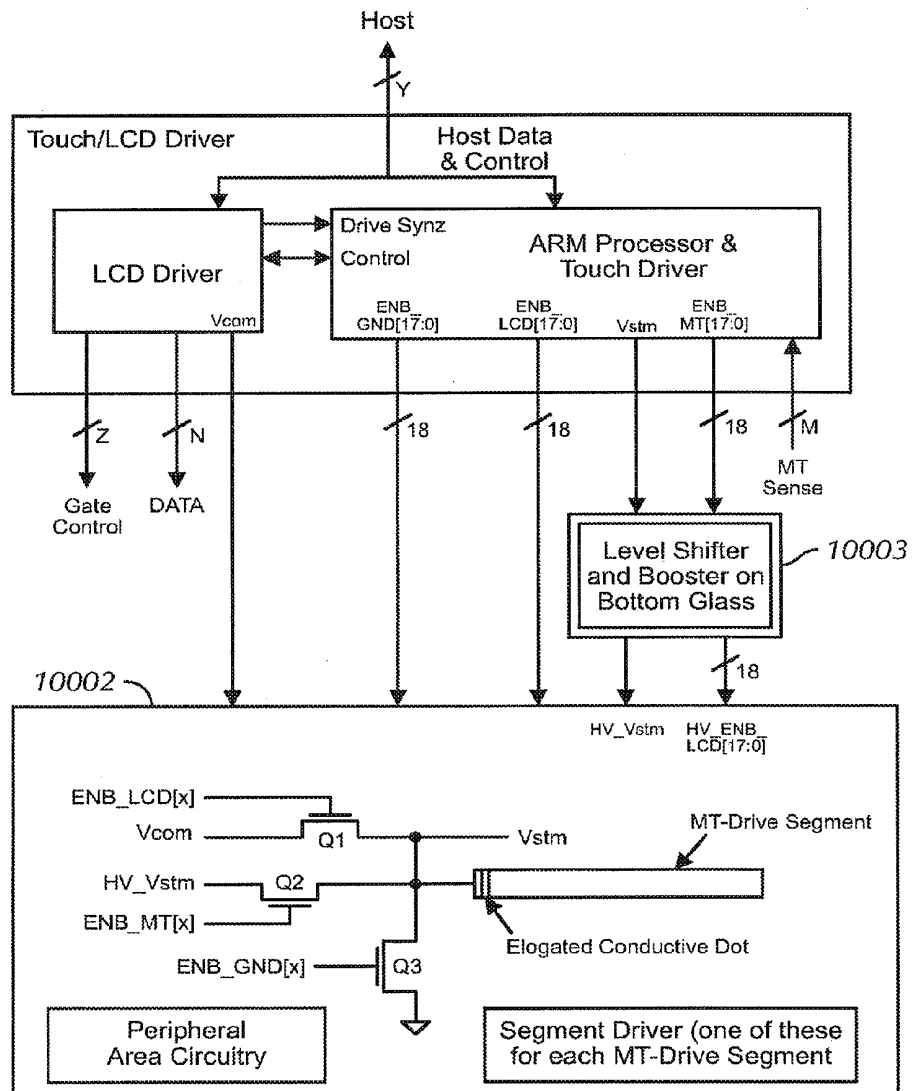 Host
Y
Touch/LCD Driver
Host Data
& Control
LCD Driver
Vcom
Drive Synz
Control
ARM Processor &
Touch Driver
ENB_
GND[17:0]
ENB_
LCD[17:0]
Vstm
ENB_
MT[17:0]
Z
N
18
18
18
M
Gate
Control
DATA
MT
Sense
Level Shifter
and Booster on
Bottom Glass
10003
18
10002
HV_Vstm
HV_ENB_
LCD[17:0]
ENB_LCD[x]
Vcom
Q1
Vstm
MT-Drive Segment
HV_Vstm
Q2
ENB_MT[x]
Elogated Conductive Dot
ENB_GND[x]
Q3
Peripheral
Area Circuitry
Segment Driver (one of these
for each MT-Drive Segment